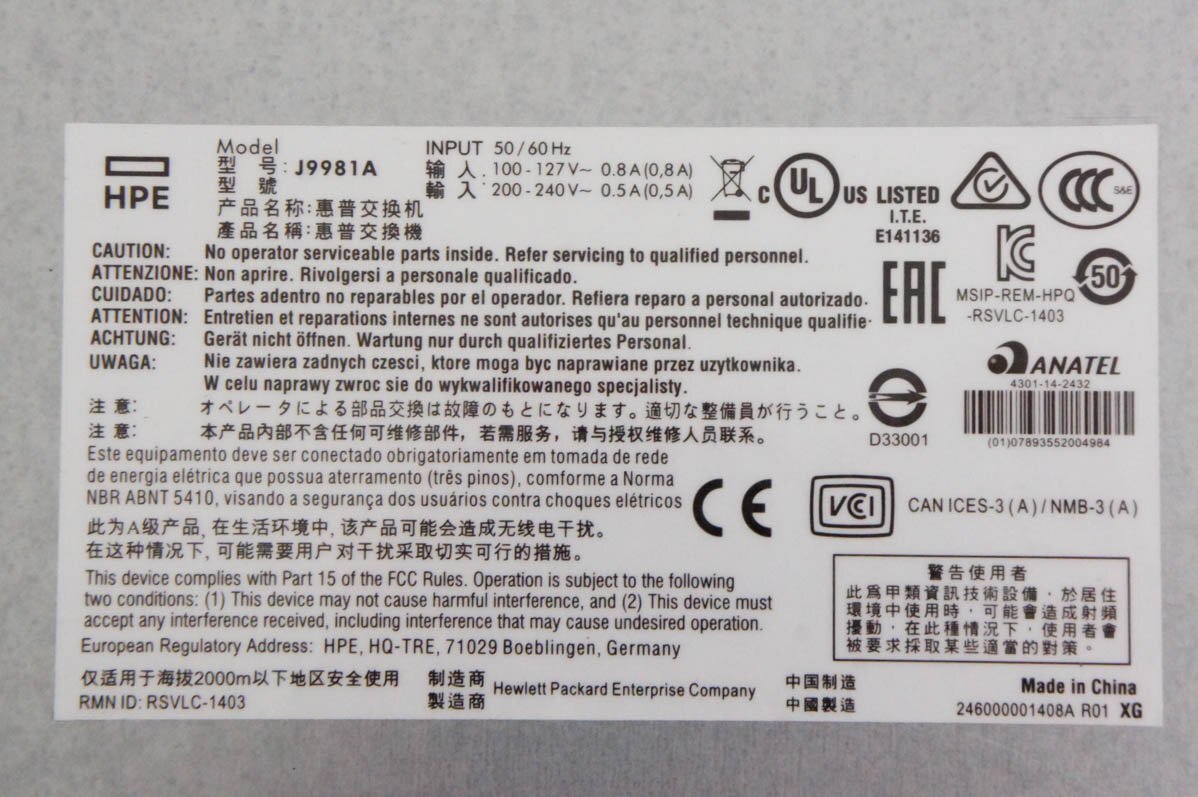 HPE
Model
型 号: J9981A
型 號
产品名称:惠普交换机
產品名稱:惠普交換機
INPUT 50/60 Hz
输 入 . 100-127V~ 0.8A(0,8A)
輸 入 200-240V~ 0.5A(0,5A)
c UL US LISTED
I.T.E.
E141136
CCC S&E
EAC
KC
MSIP-REM-HPQ
-RSVLC-1403
50
CAUTION: No operator serviceable parts inside. Refer servicing to qualified personnel.
ATTENZIONE: Non aprire. Rivolgersi a personale qualificado.
CUIDADO: Partes adentro no reparables por el operador. Refiera reparo a personal autorizado.
ATTENTION: Entretien et reparations internes ne sont autorises qu'au personnel technique qualifie.
ACHTUNG: Gerät nicht öffnen. Wartung nur durch qualifiziertes Personal.
UWAGA: Nie zawiera zadnych czesci, ktore moga byc naprawiane przez uzytkownika.
W celu naprawy zwroc sie do wykwalifikowanego specjalisty.
注 意: オペレータによる部品交換は故障のもとになります。適切な整備員が行うこと。
注 意: 本产品内部不含任何可维修部件，若需服务，请与授权维修人员联系。
D33001
ANATEL
4301-14-2432
(01)07893552004984
Este equipamento deve ser conectado obrigatoriamente em tomada de rede
de energia elétrica que possua aterramento (três pinos), comforme a Norma
NBR ABNT 5410, visando a segurança dos usuários contra choques elétricos
CE
VCI
CAN ICES-3 (A) / NMB-3 (A)
此为A级产品, 在生活环境中, 该产品可能会造成无线电干扰。
在这种情况下, 可能需要用户对干扰采取切实可行的措施。
This device complies with Part 15 of the FCC Rules. Operation is subject to the following
two conditions: (1) This device may not cause harmful interference, and (2) This device must
accept any interference received, including interference that may cause undesired operation.
警告使用者
此為甲類資訊技術設備，於居住
環境中使用時，可能會造成射頻
擾動，在此種情況下，使用者會
被要求採取某些適當的對策。
European Regulatory Address: HPE, HQ-TRE, 71029 Boeblingen, Germany
仅适用于海拔2000m以下地区安全使用
RMN ID: RSVLC-1403
制造商
製造商
Hewlett Packard Enterprise Company
中国制造
中國製造
Made in China
246000001408A R01 XG